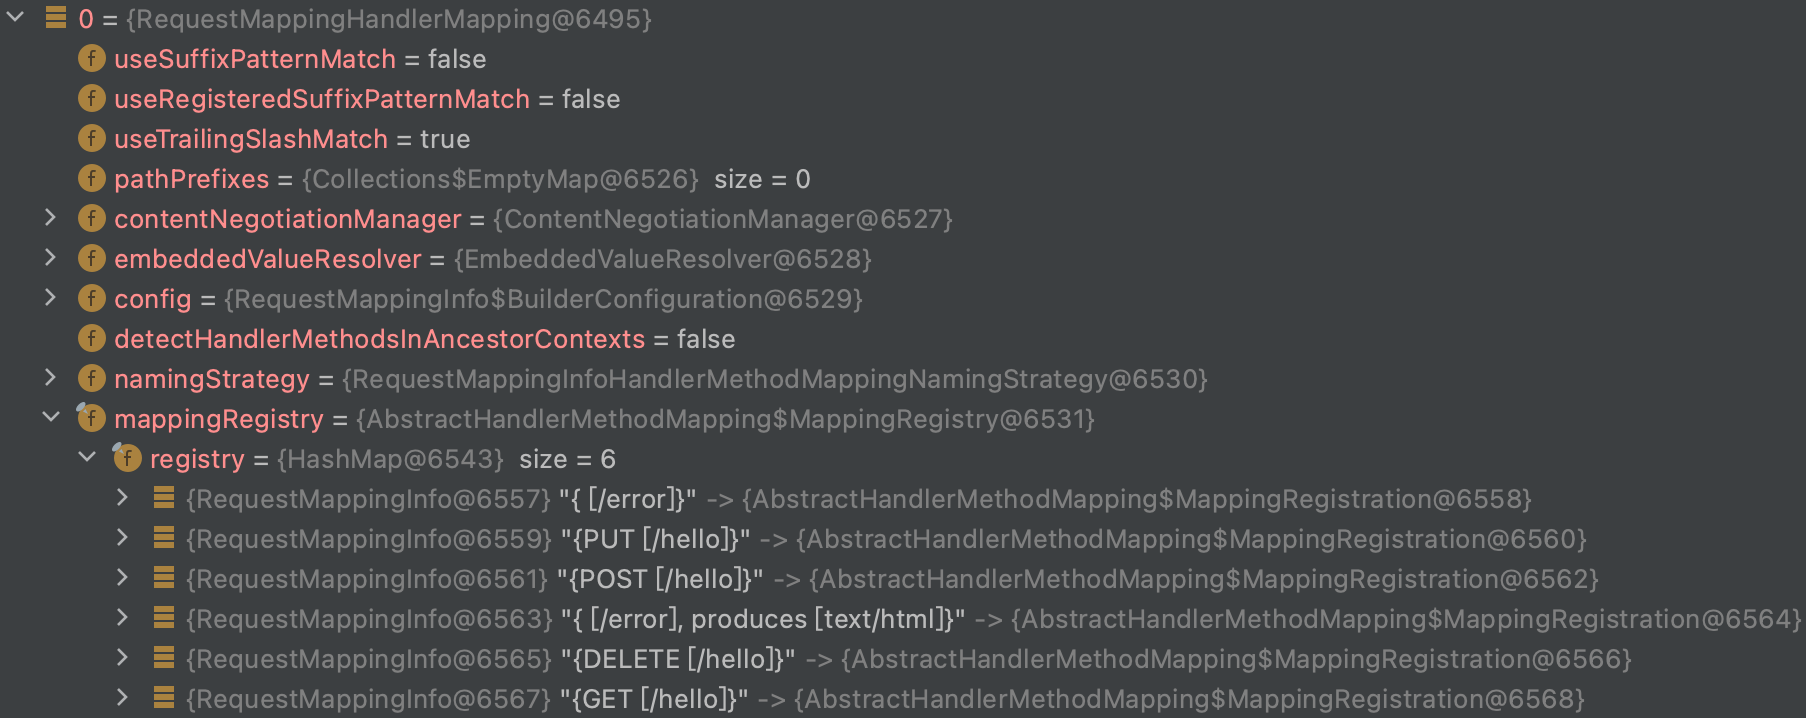 0 = {RequestMappingHandlerMapping@6495}
f useSuffixPatternMatch = false
f useRegisteredSuffixPatternMatch = false
f useTrailingSlashMatch = true
f pathPrefixes = {Collections$EmptyMap@6526} size = 0
f contentNegotiationManager = {ContentNegotiationManager@6527}
f embeddedValueResolver = {EmbeddedValueResolver@6528}
f config = {RequestMappingInfo$BuilderConfiguration@6529}
f detectHandlerMethodsInAncestorContexts = false
f namingStrategy = {RequestMappingInfoHandlerMethodMappingNamingStrategy@6530}
f mappingRegistry = {AbstractHandlerMethodMapping$MappingRegistry@6531}
f registry = {HashMap@6543} size = 6
{RequestMappingInfo@6557} "{ [/error]}" -> {AbstractHandlerMethodMapping$MappingRegistration@6558}
{RequestMappingInfo@6559} "{PUT [/hello]}" -> {AbstractHandlerMethodMapping$MappingRegistration@6560}
{RequestMappingInfo@6561} "{POST [/hello]}" -> {AbstractHandlerMethodMapping$MappingRegistration@6562}
{RequestMappingInfo@6563} "{ [/error], produces [text/html]}" -> {AbstractHandlerMethodMapping$MappingRegistration@6564}
{RequestMappingInfo@6565} "{DELETE [/hello]}" -> {AbstractHandlerMethodMapping$MappingRegistration@6566}
{RequestMappingInfo@6567} "{GET [/hello]}" -> {AbstractHandlerMethodMapping$MappingRegistration@6568}